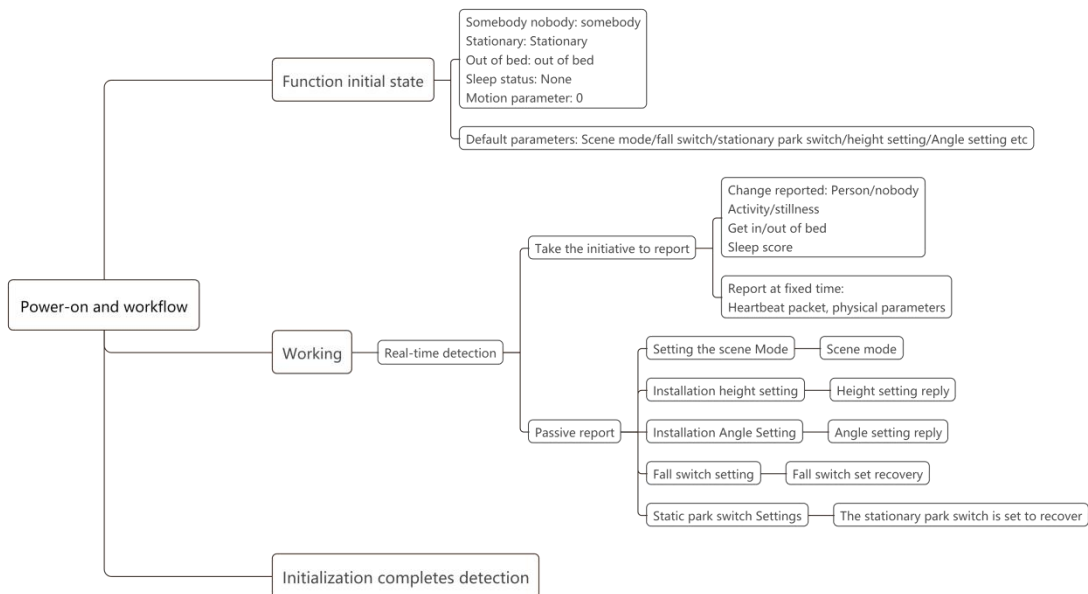 Power-on and workflow
Function initial state
Somebody nobody: somebody
Stationary: Stationary
Out of bed: out of bed
Sleep status: None
Motion parameter: 0
Default parameters: Scene mode/fall switch/stationary park switch/height setting/Angle setting etc
Working
Real-time detection
Take the initiative to report
Change reported: Person/nobody
Activity/stillness
Get in/out of bed
Sleep score
Report at fixed time:
Heartbeat packet, physical parameters
Passive report
Setting the scene Mode
Scene mode
Installation height setting
Height setting reply
Installation Angle Setting
Angle setting reply
Fall switch setting
Fall switch set recovery
Static park switch Settings
The stationary park switch is set to recover
Initialization completes detection